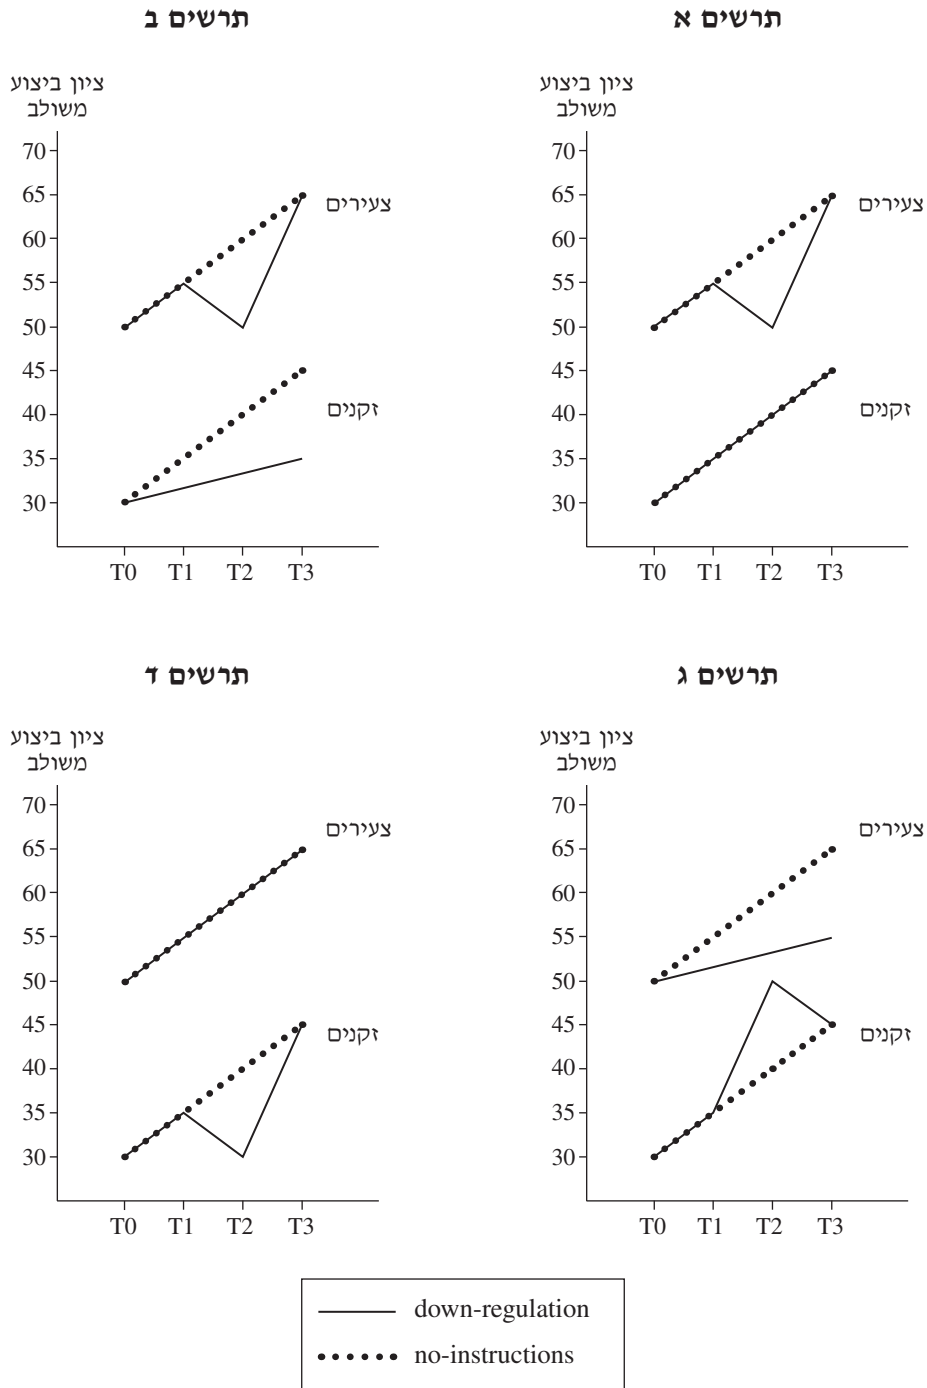 תרשים א
ציון ביצוע
משולב
70
65
60
55
50
45
40
35
30
צעירים
זקנים
T0 T1 T2 T3
תרשים ב
ציון ביצוע
משולב
70
65
60
55
50
45
40
35
30
צעירים
זקנים
T0 T1 T2 T3
תרשים ג
ציון ביצוע
משולב
70
65
60
55
50
45
40
35
30
צעירים
זקנים
T0 T1 T2 T3
תרשים ד
ציון ביצוע
משולב
70
65
60
55
50
45
40
35
30
צעירים
זקנים
T0 T1 T2 T3
down-regulation
no-instructions